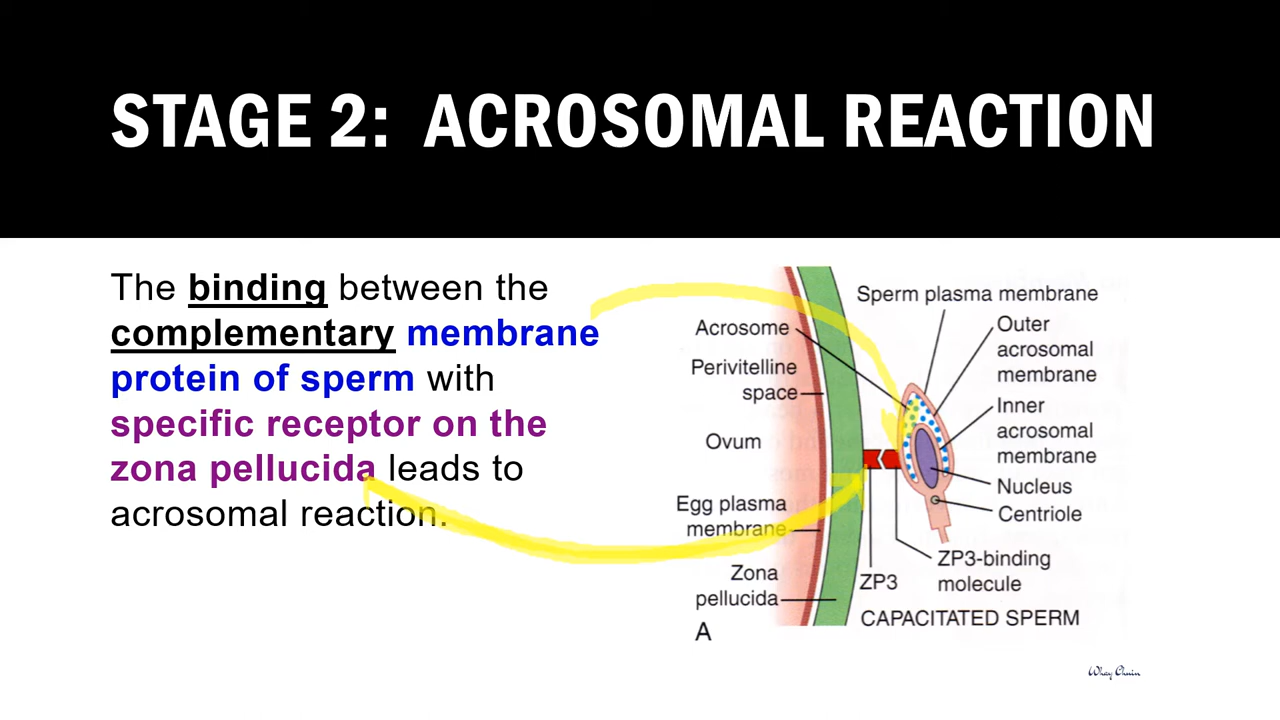 STAGE 2: ACROSOMAL REACTION
The binding between the
complementary membrane
protein of sperm with
specific receptor on the
zona pellucida leads to
acrosomal reaction.
Sperm plasma membrane
Acrosome
Outer
acrosomal
membrane
Perivitelline
space
Inner
acrosomal
membrane
Ovum
Nucleus
Egg plasma
membrane
Centriole
ZP3-binding
molecule
Zona
pellucida
ZP3
CAPACITATED SPERM
A
Whay Chuin